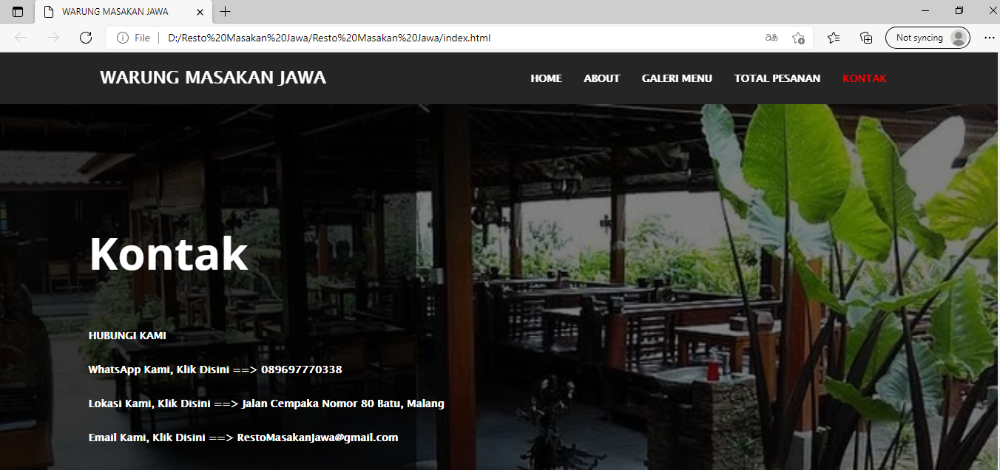 WARUNG MASAKAN JAWA
File
D:/Resto%20Masakan%20Jawa/Resto%20Masakan%20Jawa/index.html
aあ
Not syncing
WARUNG MASAKAN JAWA
HOME
ABOUT
GALERI MENU
TOTAL PESANAN
KONTAK
Kontak
HUBUNGI KAMI
WhatsApp Kami, Klik Disini ==> 089697770338
Lokasi Kami, Klik Disini ==> Jalan Cempaka Nomor 80 Batu, Malang
Email Kami, Klik Disini ==> RestoMasakanJawa@gmail.com